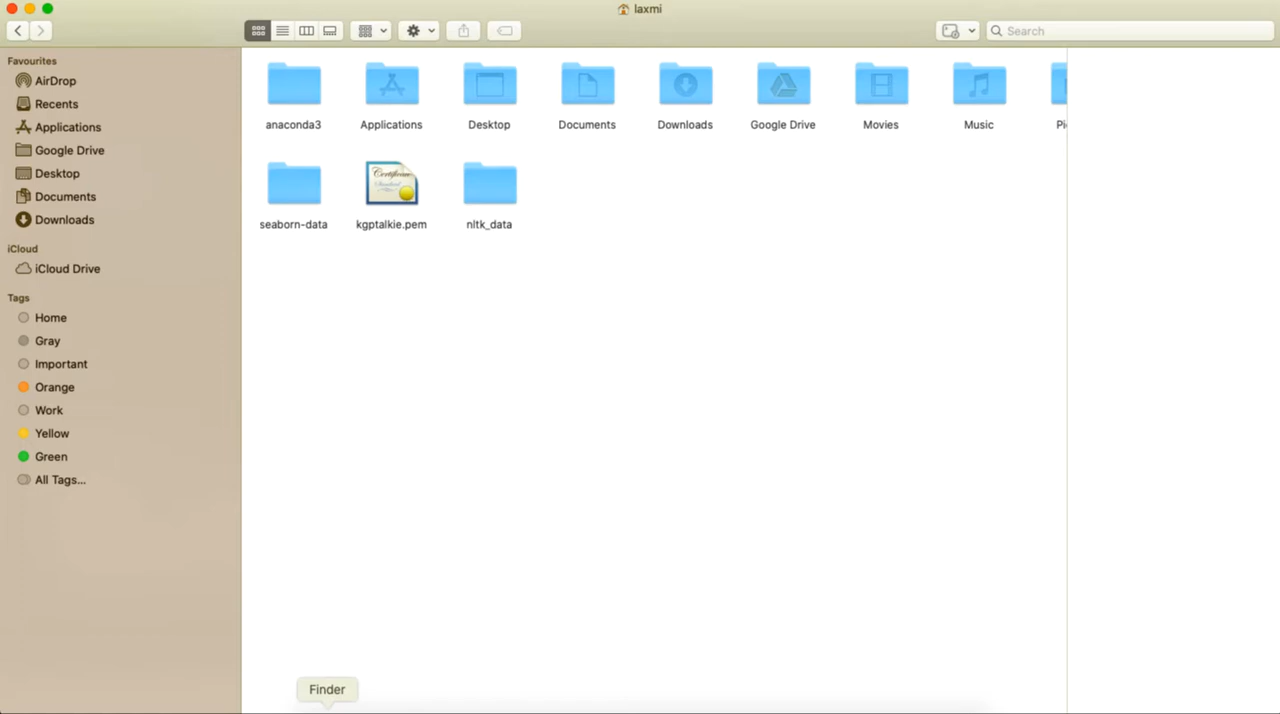 laxmi
Search
Favourites
AirDrop
Recents
Applications
Google Drive
Desktop
Documents
Downloads
iCloud
iCloud Drive
Tags
Home
Gray
Important
Orange
Work
Yellow
Green
All Tags...
anaconda3 Applications Desktop Documents Downloads Google Drive Movies Music Pi
seaborn-data kgptalkie.pem nltk_data
Finder